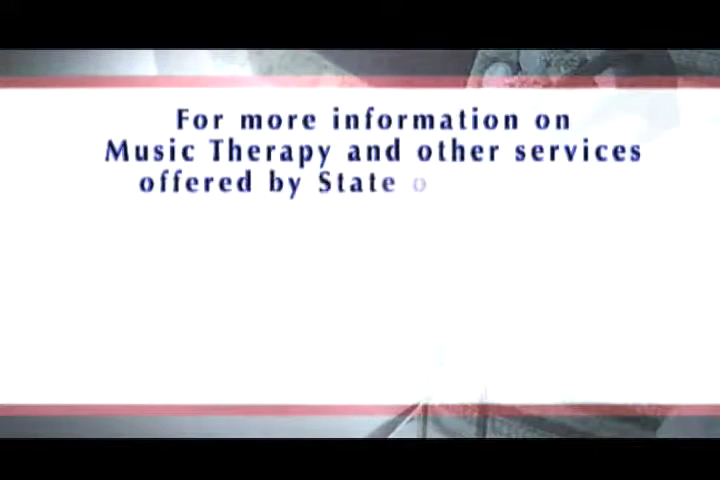 For more information on
Music Therapy and other services
offered by State o